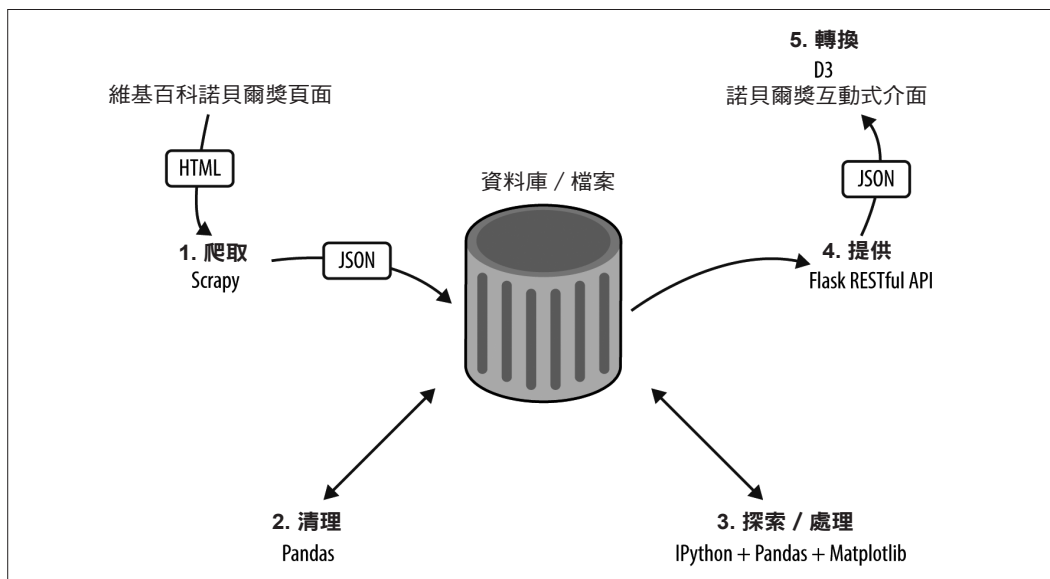 維基百科諾貝爾獎頁面
HTML
1. 爬取
Scrapy
JSON
資料庫 / 檔案
2. 清理
Pandas
3. 探索 / 處理
IPython + Pandas + Matplotlib
4. 提供
Flask RESTful API
JSON
5. 轉換
D3
諾貝爾獎互動式介面